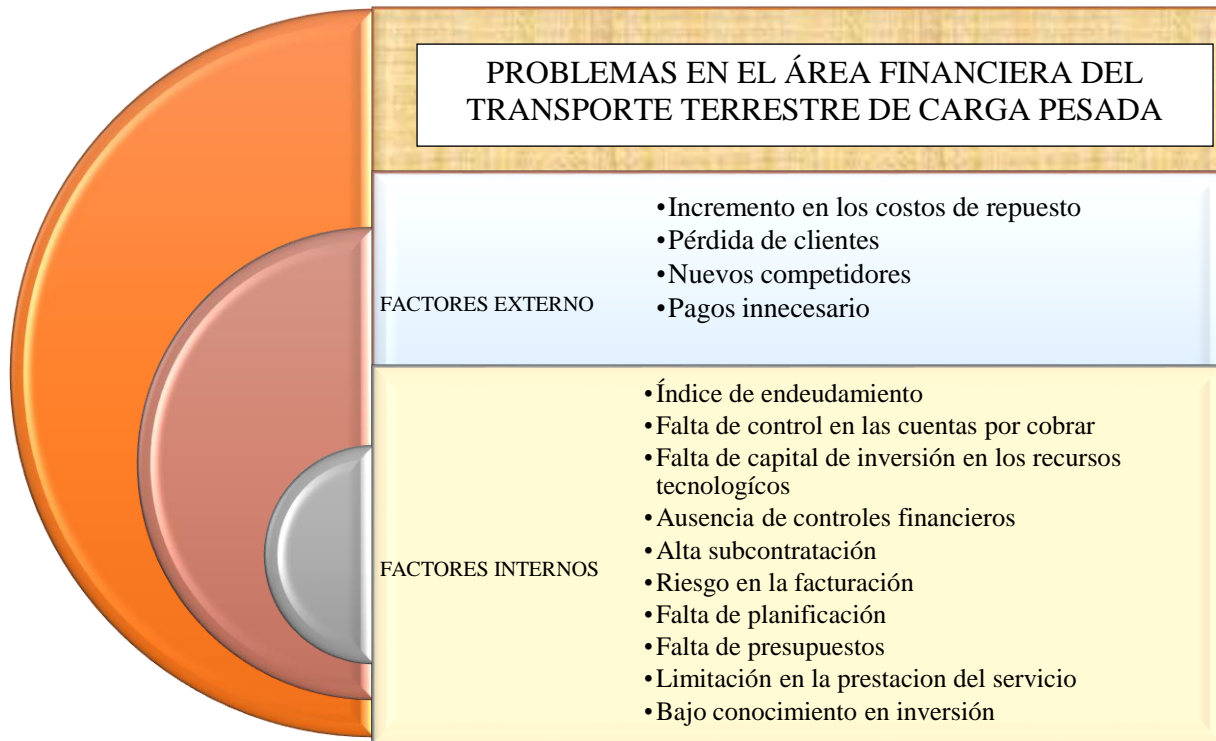 PROBLEMAS EN EL ÁREA FINANCIERA DEL
TRANSPORTE TERRESTRE DE CARGA PESADA
FACTORES EXTERNO
•Incremento en los costos de repuesto
•Pérdida de clientes
•Nuevos competidores
•Pagos innecesario
FACTORES INTERNOS
•Índice de endeudamiento
•Falta de control en las cuentas por cobrar
•Falta de capital de inversión en los recursos
tecnologícos
•Ausencia de controles financieros
•Alta subcontratación
•Riesgo en la facturación
•Falta de planificación
•Falta de presupuestos
•Limitación en la prestacion del servicio
•Bajo conocimiento en inversión